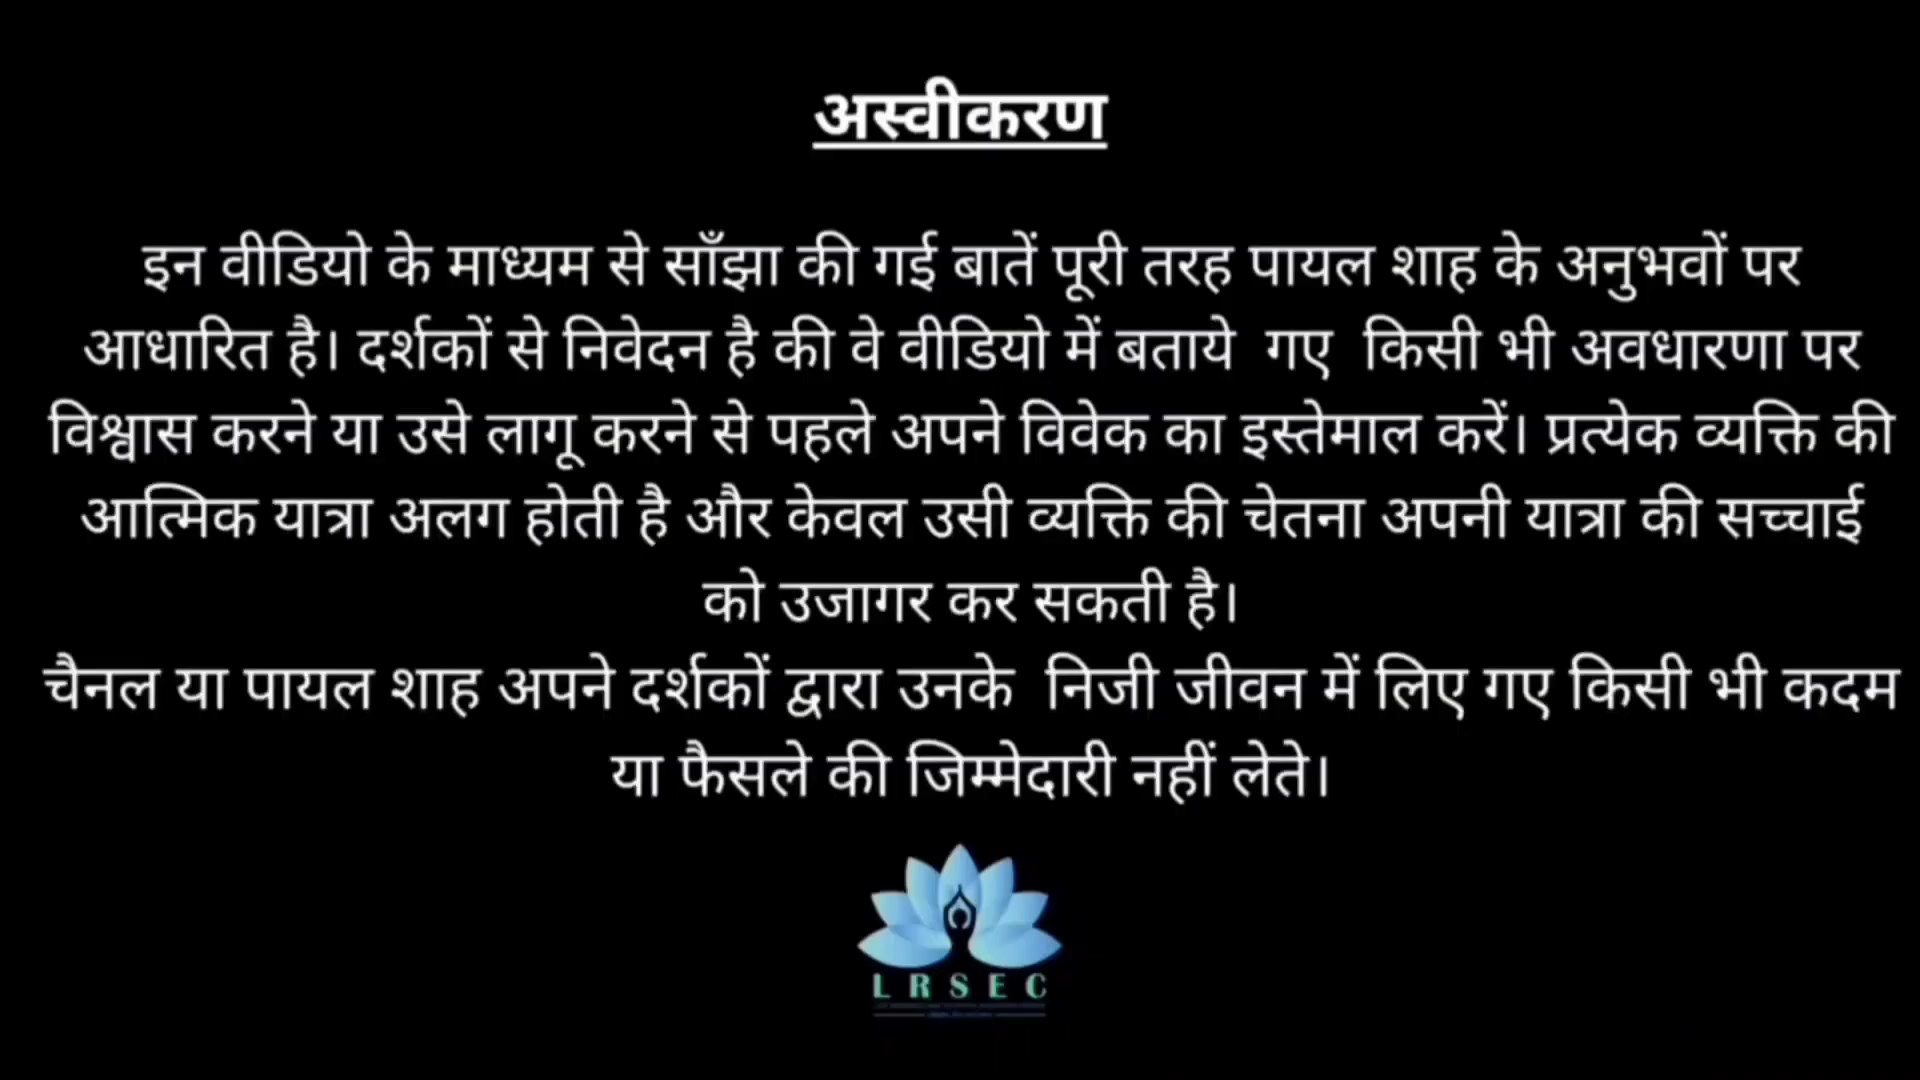 अस्वीकरण
इन वीडियो के माध्यम से साँझा की गई बातें पूरी तरह पायल शाह के अनुभवों पर
आधारित है। दर्शकों से निवेदन है की वे वीडियो में बताये गए किसी भी अवधारणा पर
विश्वास करने या उसे लागू करने से पहले अपने विवेक का इस्तेमाल करें। प्रत्येक व्यक्ति की
आत्मिक यात्रा अलग होती है और केवल उसी व्यक्ति की चेतना अपनी यात्रा की सच्चाई
को उजागर कर सकती है।
चैनल या पायल शाह अपने दर्शकों द्वारा उनके निजी जीवन में लिए गए किसी भी कदम
या फैसले की जिम्मेदारी नहीं लेते।
LRSEC